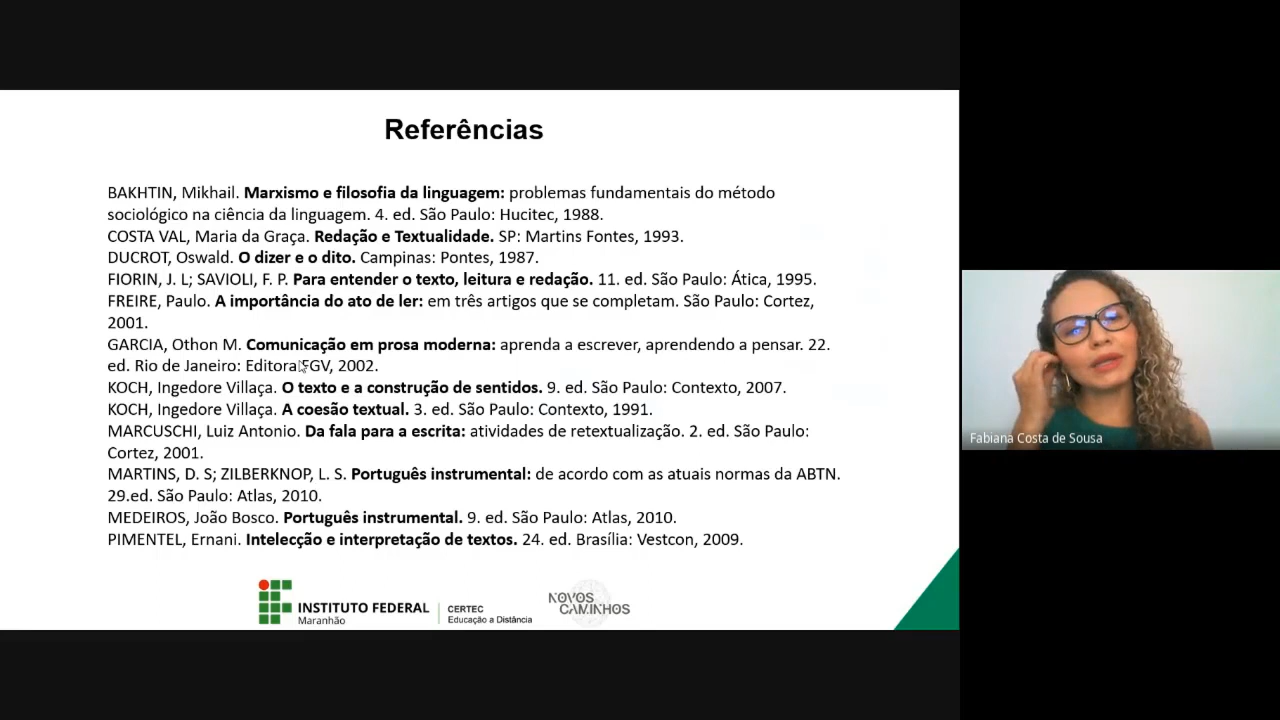 Referências
BAKHTIN, Mikhail. Marxismo e filosofia da linguagem: problemas fundamentais do método
sociológico na ciência da linguagem. 4. ed. São Paulo: Hucitec, 1988.
COSTA VAL, Maria da Graça. Redação e Textualidade. SP: Martins Fontes, 1993.
DUCROT, Oswald. O dizer e o dito. Campinas: Pontes, 1987.
FIORIN, J. L; SAVIOLI, F. P. Para entender o texto, leitura e redação. 11. ed. São Paulo: Ática, 1995.
FREIRE, Paulo. A importância do ato de ler: em três artigos que se completam. São Paulo: Cortez,
2001.
GARCIA, Othon M. Comunicação em prosa moderna: aprenda a escrever, aprendendo a pensar. 22.
ed. Rio de Janeiro: Editora FGV, 2002.
KOCH, Ingedore Villaça. O texto e a construção de sentidos. 9. ed. São Paulo: Contexto, 2007.
KOCH, Ingedore Villaça. A coesão textual. 3. ed. São Paulo: Contexto, 1991.
MARCUSCHI, Luiz Antonio. Da fala para a escrita: atividades de retextualização. 2. ed. São Paulo:
Cortez, 2001.
MARTINS, D. S; ZILBERKNOP, L. S. Português instrumental: de acordo com as atuais normas da ABTN.
29.ed. São Paulo: Atlas, 2010.
MEDEIROS, João Bosco. Português instrumental. 9. ed. São Paulo: Atlas, 2010.
PIMENTEL, Ernani. Intelecção e interpretação de textos. 24. ed. Brasília: Vestcon, 2009.
INSTITUTO FEDERAL
Maranhão
CERTEC
Educação a Distância
NOVOS
CAMINHOS
Fabiana Costa de Sousa